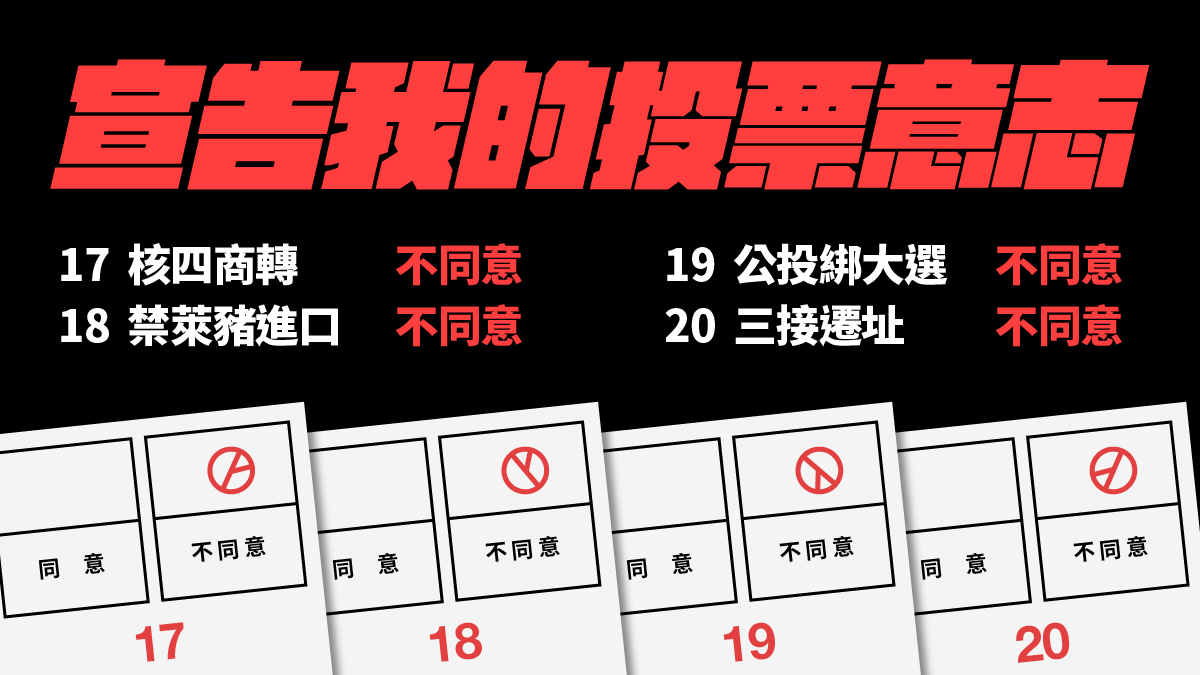 宣告我的投票意志
17 核四商轉 不同意
18 禁萊豬進口 不同意
19 公投綁大選 不同意
20 三接遷址 不同意
同 意 不同意
17
同 意 不同意
18
同 意 不同意
19
同 意 不同意
20